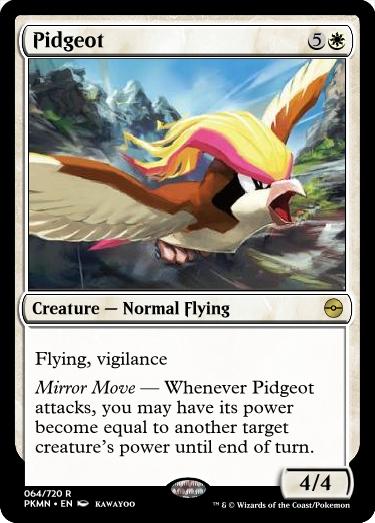 Pidgeot 5
Creature — Normal Flying
Flying, vigilance
Mirror Move — Whenever Pidgeot
attacks, you may have its power
become equal to another target
creature's power until end of turn.
4/4
064/720 R
PKMN • EN KAWAYOO
™ & © Wizards of the Coast/Pokemon